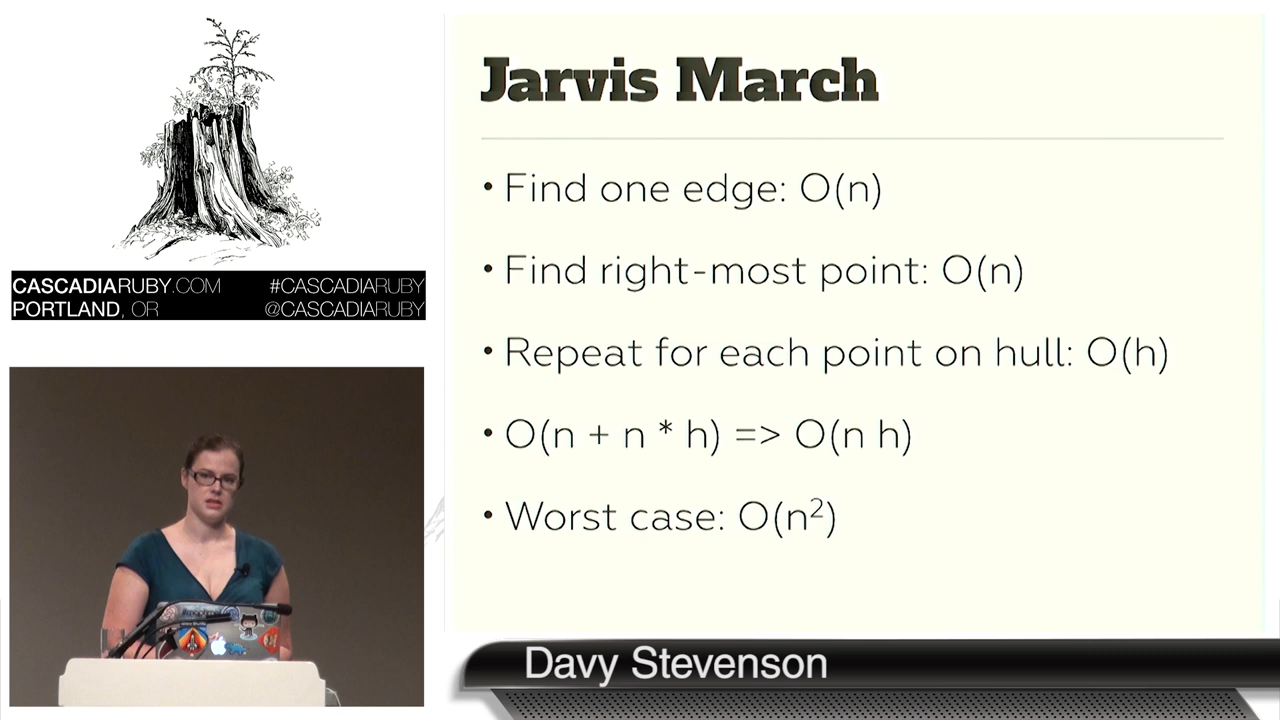 Jarvis March
• Find one edge: O(n)
• Find right-most point: O(n)
• Repeat for each point on hull: O(h)
• O(n + n * h) => O(n h)
• Worst case: O(n²)
CASCADIARUBY.COM #CASCADIARUBY
PORTLAND, OR @CASCADIARUBY
Davy Stevenson